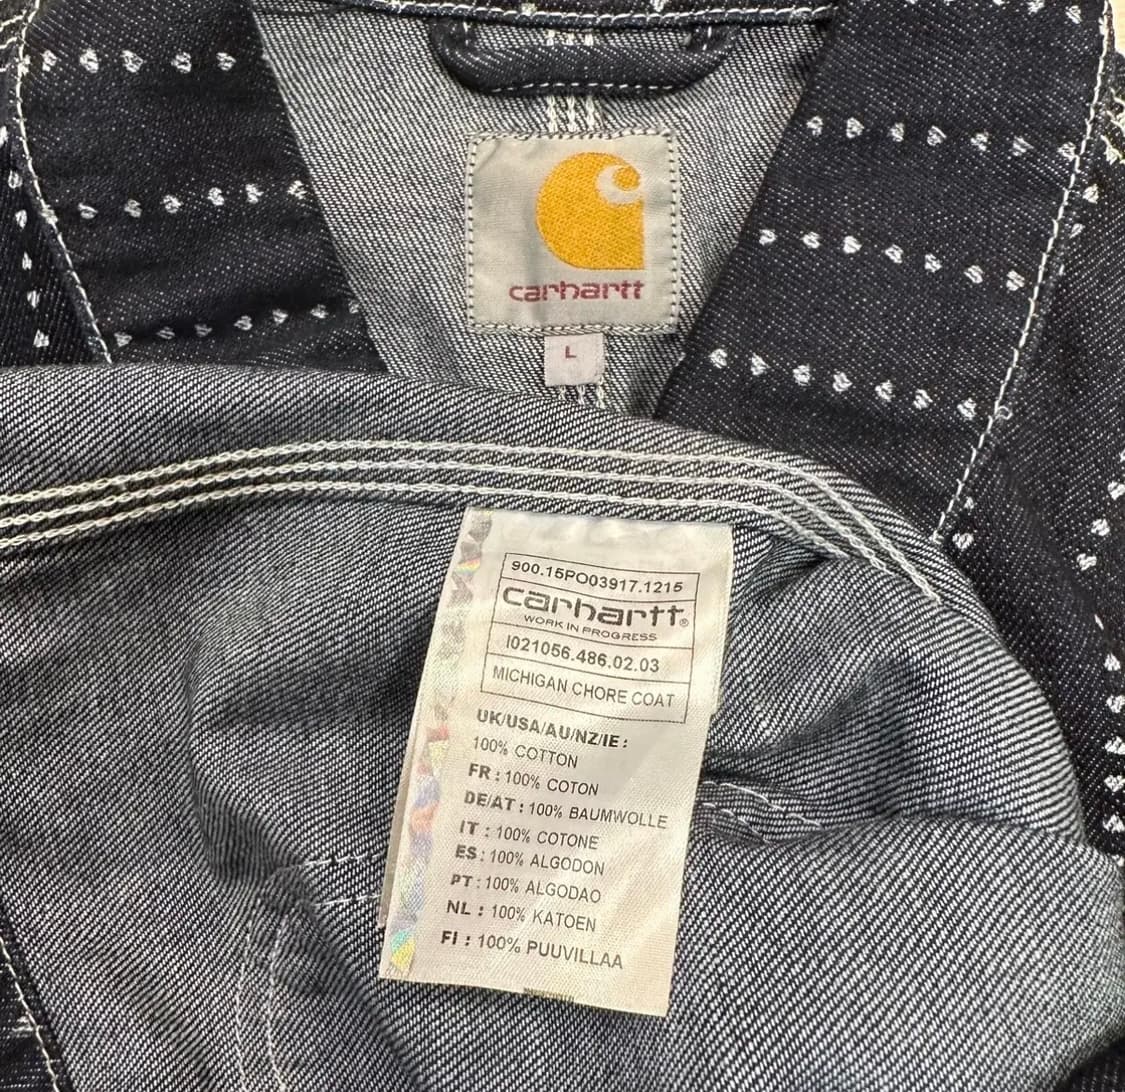 carhartt
L
900.15PO03917.1215
carhartt®
WORK IN PROGRESS
I021056.486.02.03
MICHIGAN CHORE COAT
UK/USA/AU/NZ/IE :
100% COTTON
FR : 100% COTON
DE/AT : 100% BAUMWOLLE
IT : 100% COTONE
ES : 100% ALGODON
PT : 100% ALGODAO
NL : 100% KATOEN
FI : 100% PUUVILLAA